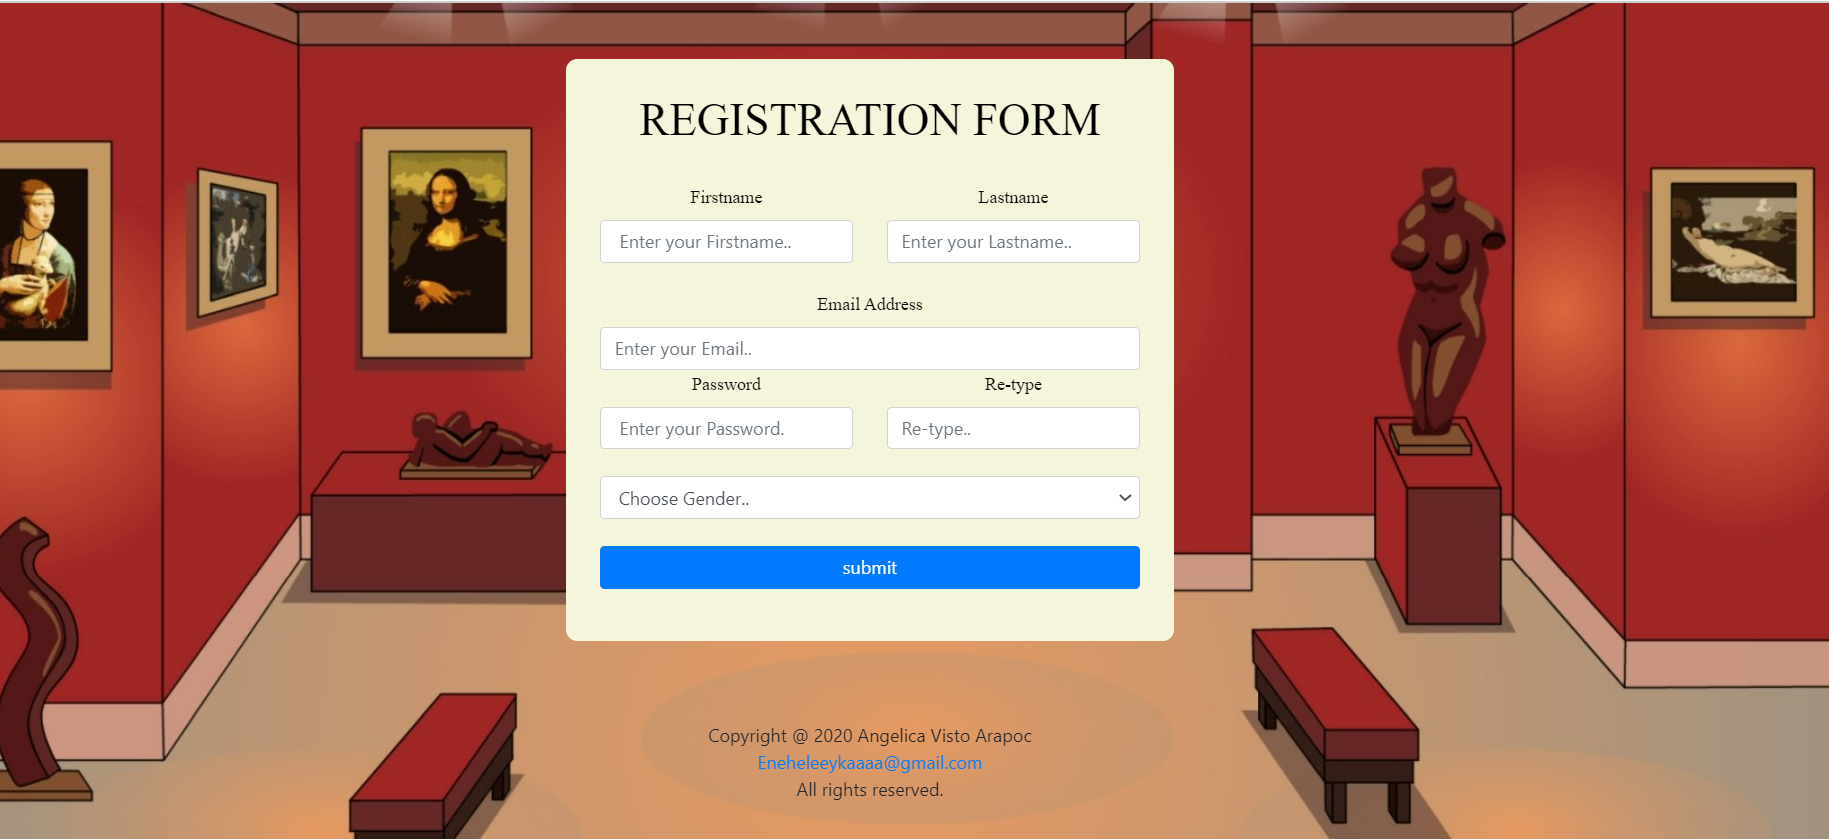 REGISTRATION FORM
Firstname Lastname
Enter your Firstname.. Enter your Lastname..
Email Address
Enter your Email..
Password Re-type
Enter your Password. Re-type..
Choose Gender..
submit
Copyright @ 2020 Angelica Visto Arapoc
Eneheleeykaaaa@gmail.com
All rights reserved.